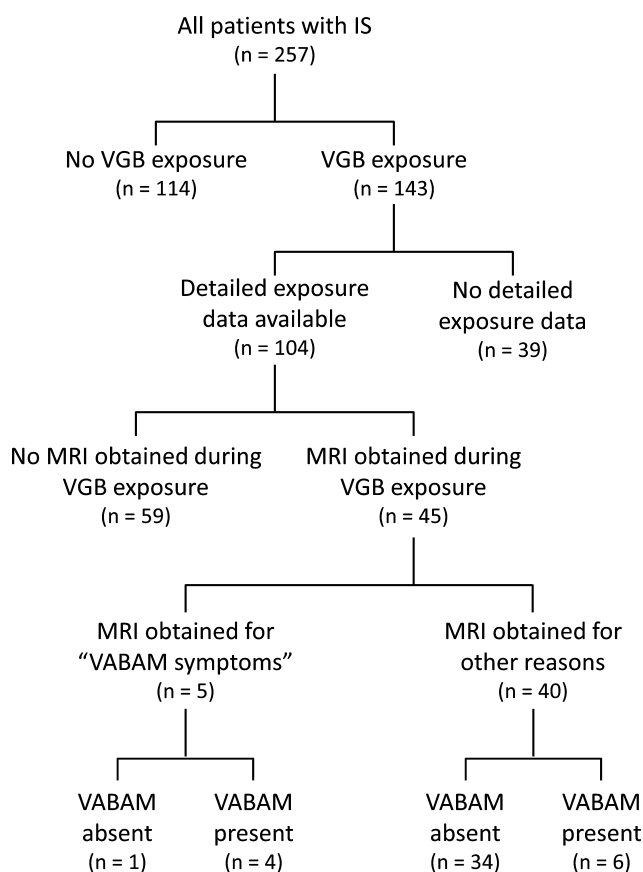 All patients with IS
(n = 257)
No VGB exposure
(n = 114)
VGB exposure
(n = 143)
Detailed exposure
data available
(n = 104)
No detailed
exposure data
(n = 39)
No MRI obtained during
VGB exposure
(n = 59)
MRI obtained during
VGB exposure
(n = 45)
MRI obtained for
“VABAM symptoms”
(n = 5)
MRI obtained for
other reasons
(n = 40)
VABAM
absent
(n = 1)
VABAM
present
(n = 4)
VABAM
absent
(n = 34)
VABAM
present
(n = 6)